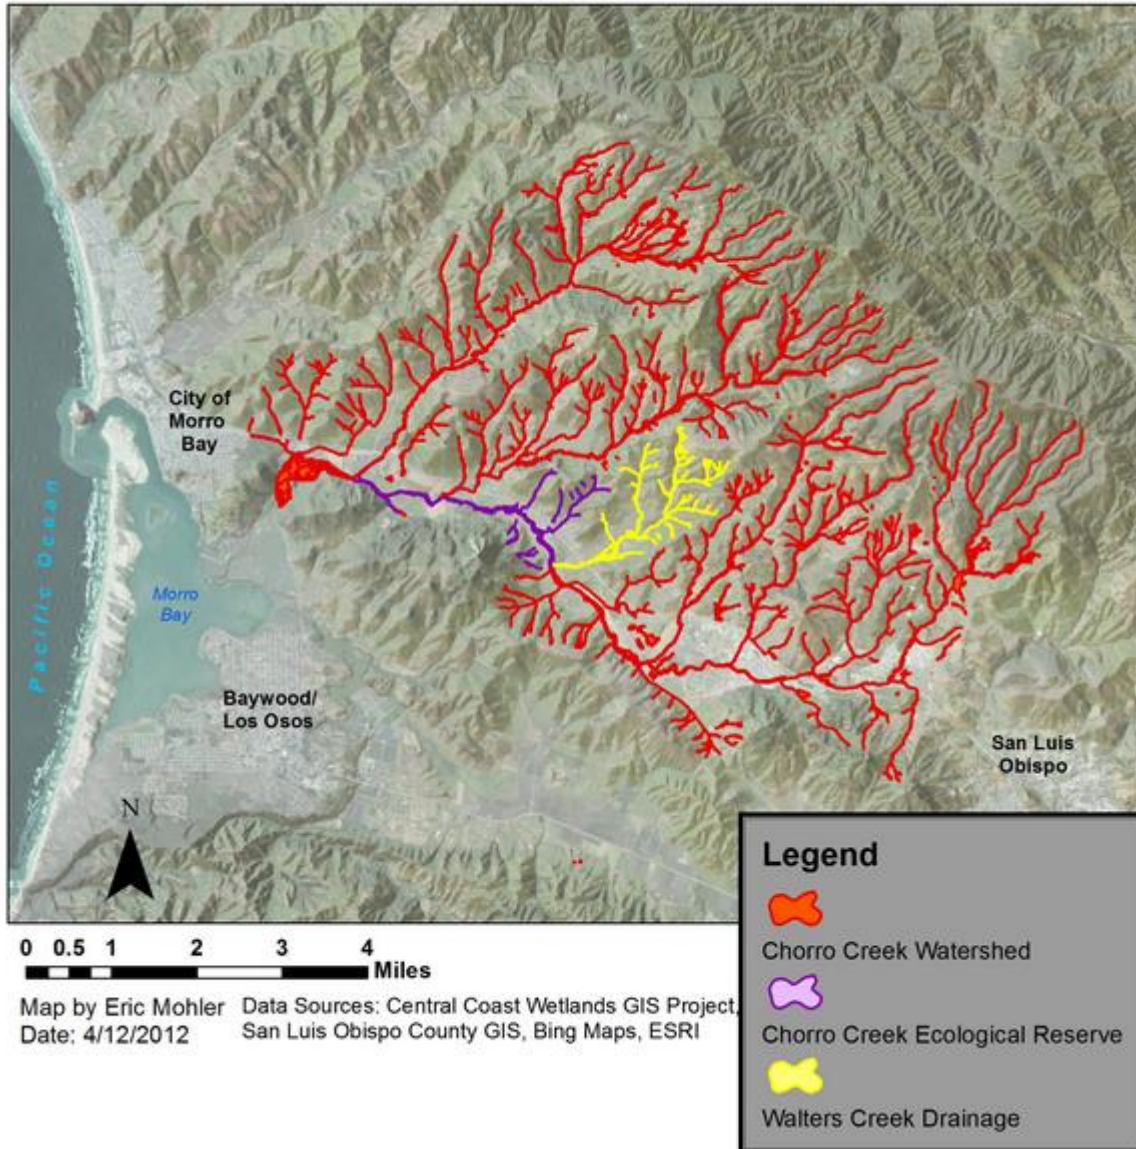 City of
Morro
Bay
Pacific Ocean
Morro
Bay
Baywood/
Los Osos
San Luis
Obispo
N
0 0.5 1 2 3 4
Miles
Map by Eric Mohler
Date: 4/12/2012
Data Sources: Central Coast Wetlands GIS Project,
San Luis Obispo County GIS, Bing Maps, ESRI
Legend
Chorro Creek Watershed
Chorro Creek Ecological Reserve
Walters Creek Drainage